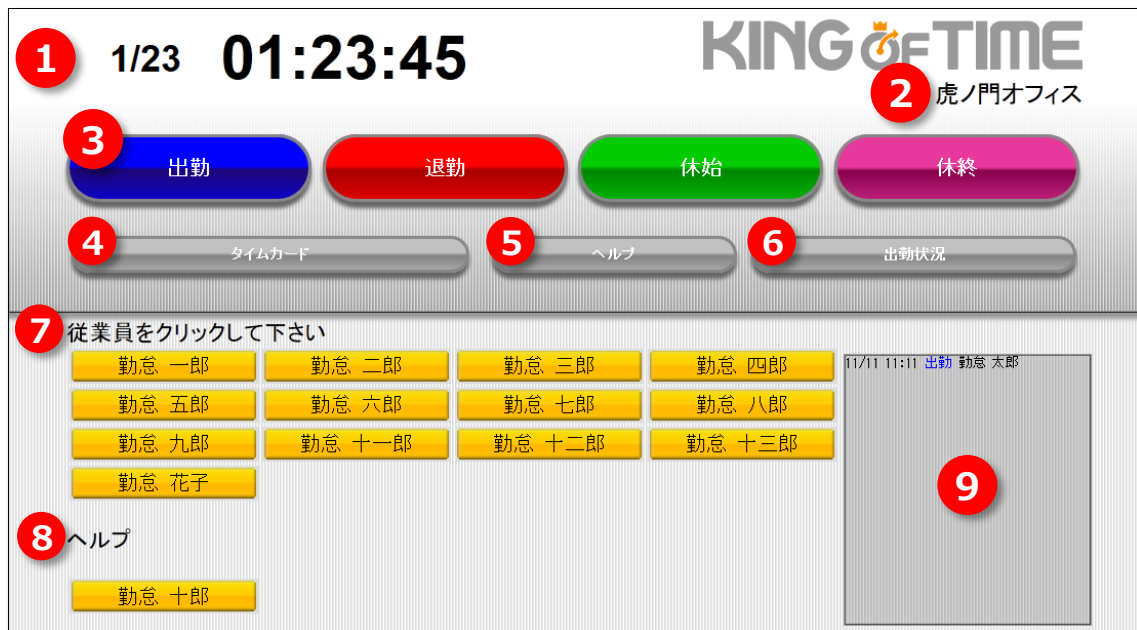 1 1/23 01:23:45
KING OF TIME
2 虎ノ門オフィス
3 出勤 退勤 休始 休終
4 タイムカード 5 ヘルプ 6 出勤状況
7 従業員をクリックして下さい
勤怠 一郎 勤怠 二郎 勤怠 三郎 勤怠 四郎
勤怠 五郎 勤怠 六郎 勤怠 七郎 勤怠 八郎
勤怠 九郎 勤怠 十一郎 勤怠 十二郎 勤怠 十三郎
勤怠 花子
8 ヘルプ
勤怠 十郎
11/11 11:11 出勤 勤怠 太郎
9